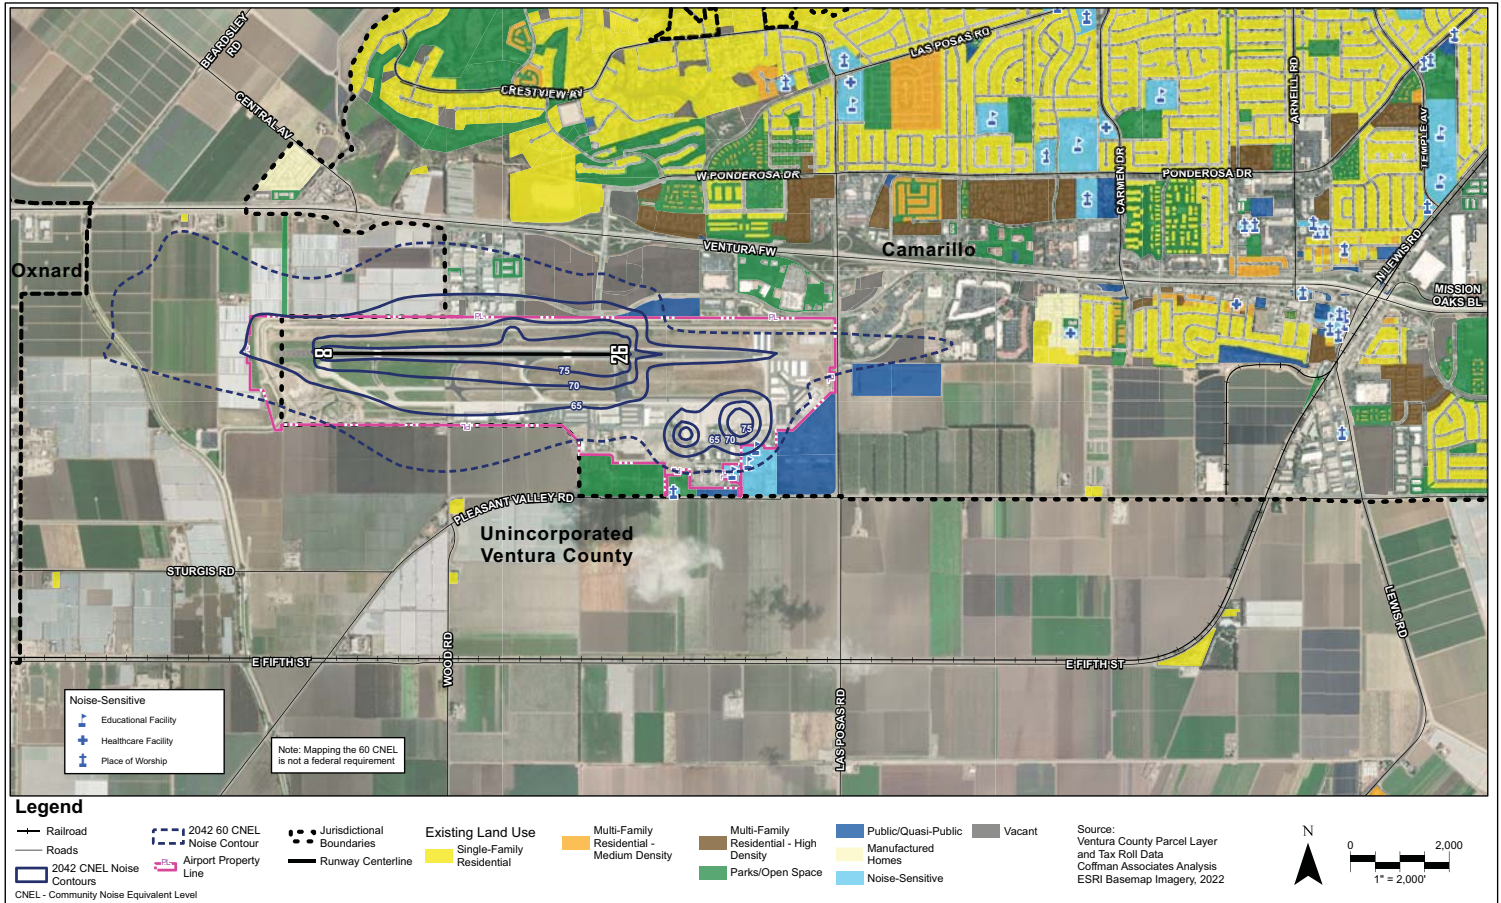 BEARDSLEY
RD
CENTRAL AV
CRESTVIEW AV
LAS POSAS RD
ARNEILL RD
TEMPLE AV
W PONDEROSA DR
CARMEN DR
PONDEROSA DR
VENTURA FW
Camarillo
N LEWIS RD
Oxnard
MISSION
OAKS BL
PL
PL
8
26
75
70
65
PL
PL
75
65 70
PL
PL
PLEASANT VALLEY RD
Unincorporated
Ventura County
STURGIS RD
WOOD RD
LEWIS RD
E FIFTH ST
E FIFTH ST
LAS POSAS RD
Noise-Sensitive
Educational Facility
Healthcare Facility
Place of Worship
Note: Mapping the 60 CNEL
is not a federal requirement
Legend
Railroad
Roads
2042 CNEL Noise
Contours
CNEL - Community Noise Equivalent Level
2042 60 CNEL
Noise Contour
PL
Airport Property
Line
Jurisdictional
Boundaries
Runway Centerline
Existing Land Use
Single-Family
Residential
Multi-Family
Residential -
Medium Density
Multi-Family
Residential - High
Density
Parks/Open Space
Public/Quasi-Public
Manufactured
Homes
Noise-Sensitive
Vacant
Source:
Ventura County Parcel Layer
and Tax Roll Data
Coffman Associates Analysis
ESRI Basemap Imagery, 2022
N
0 2,000
1" = 2,000'